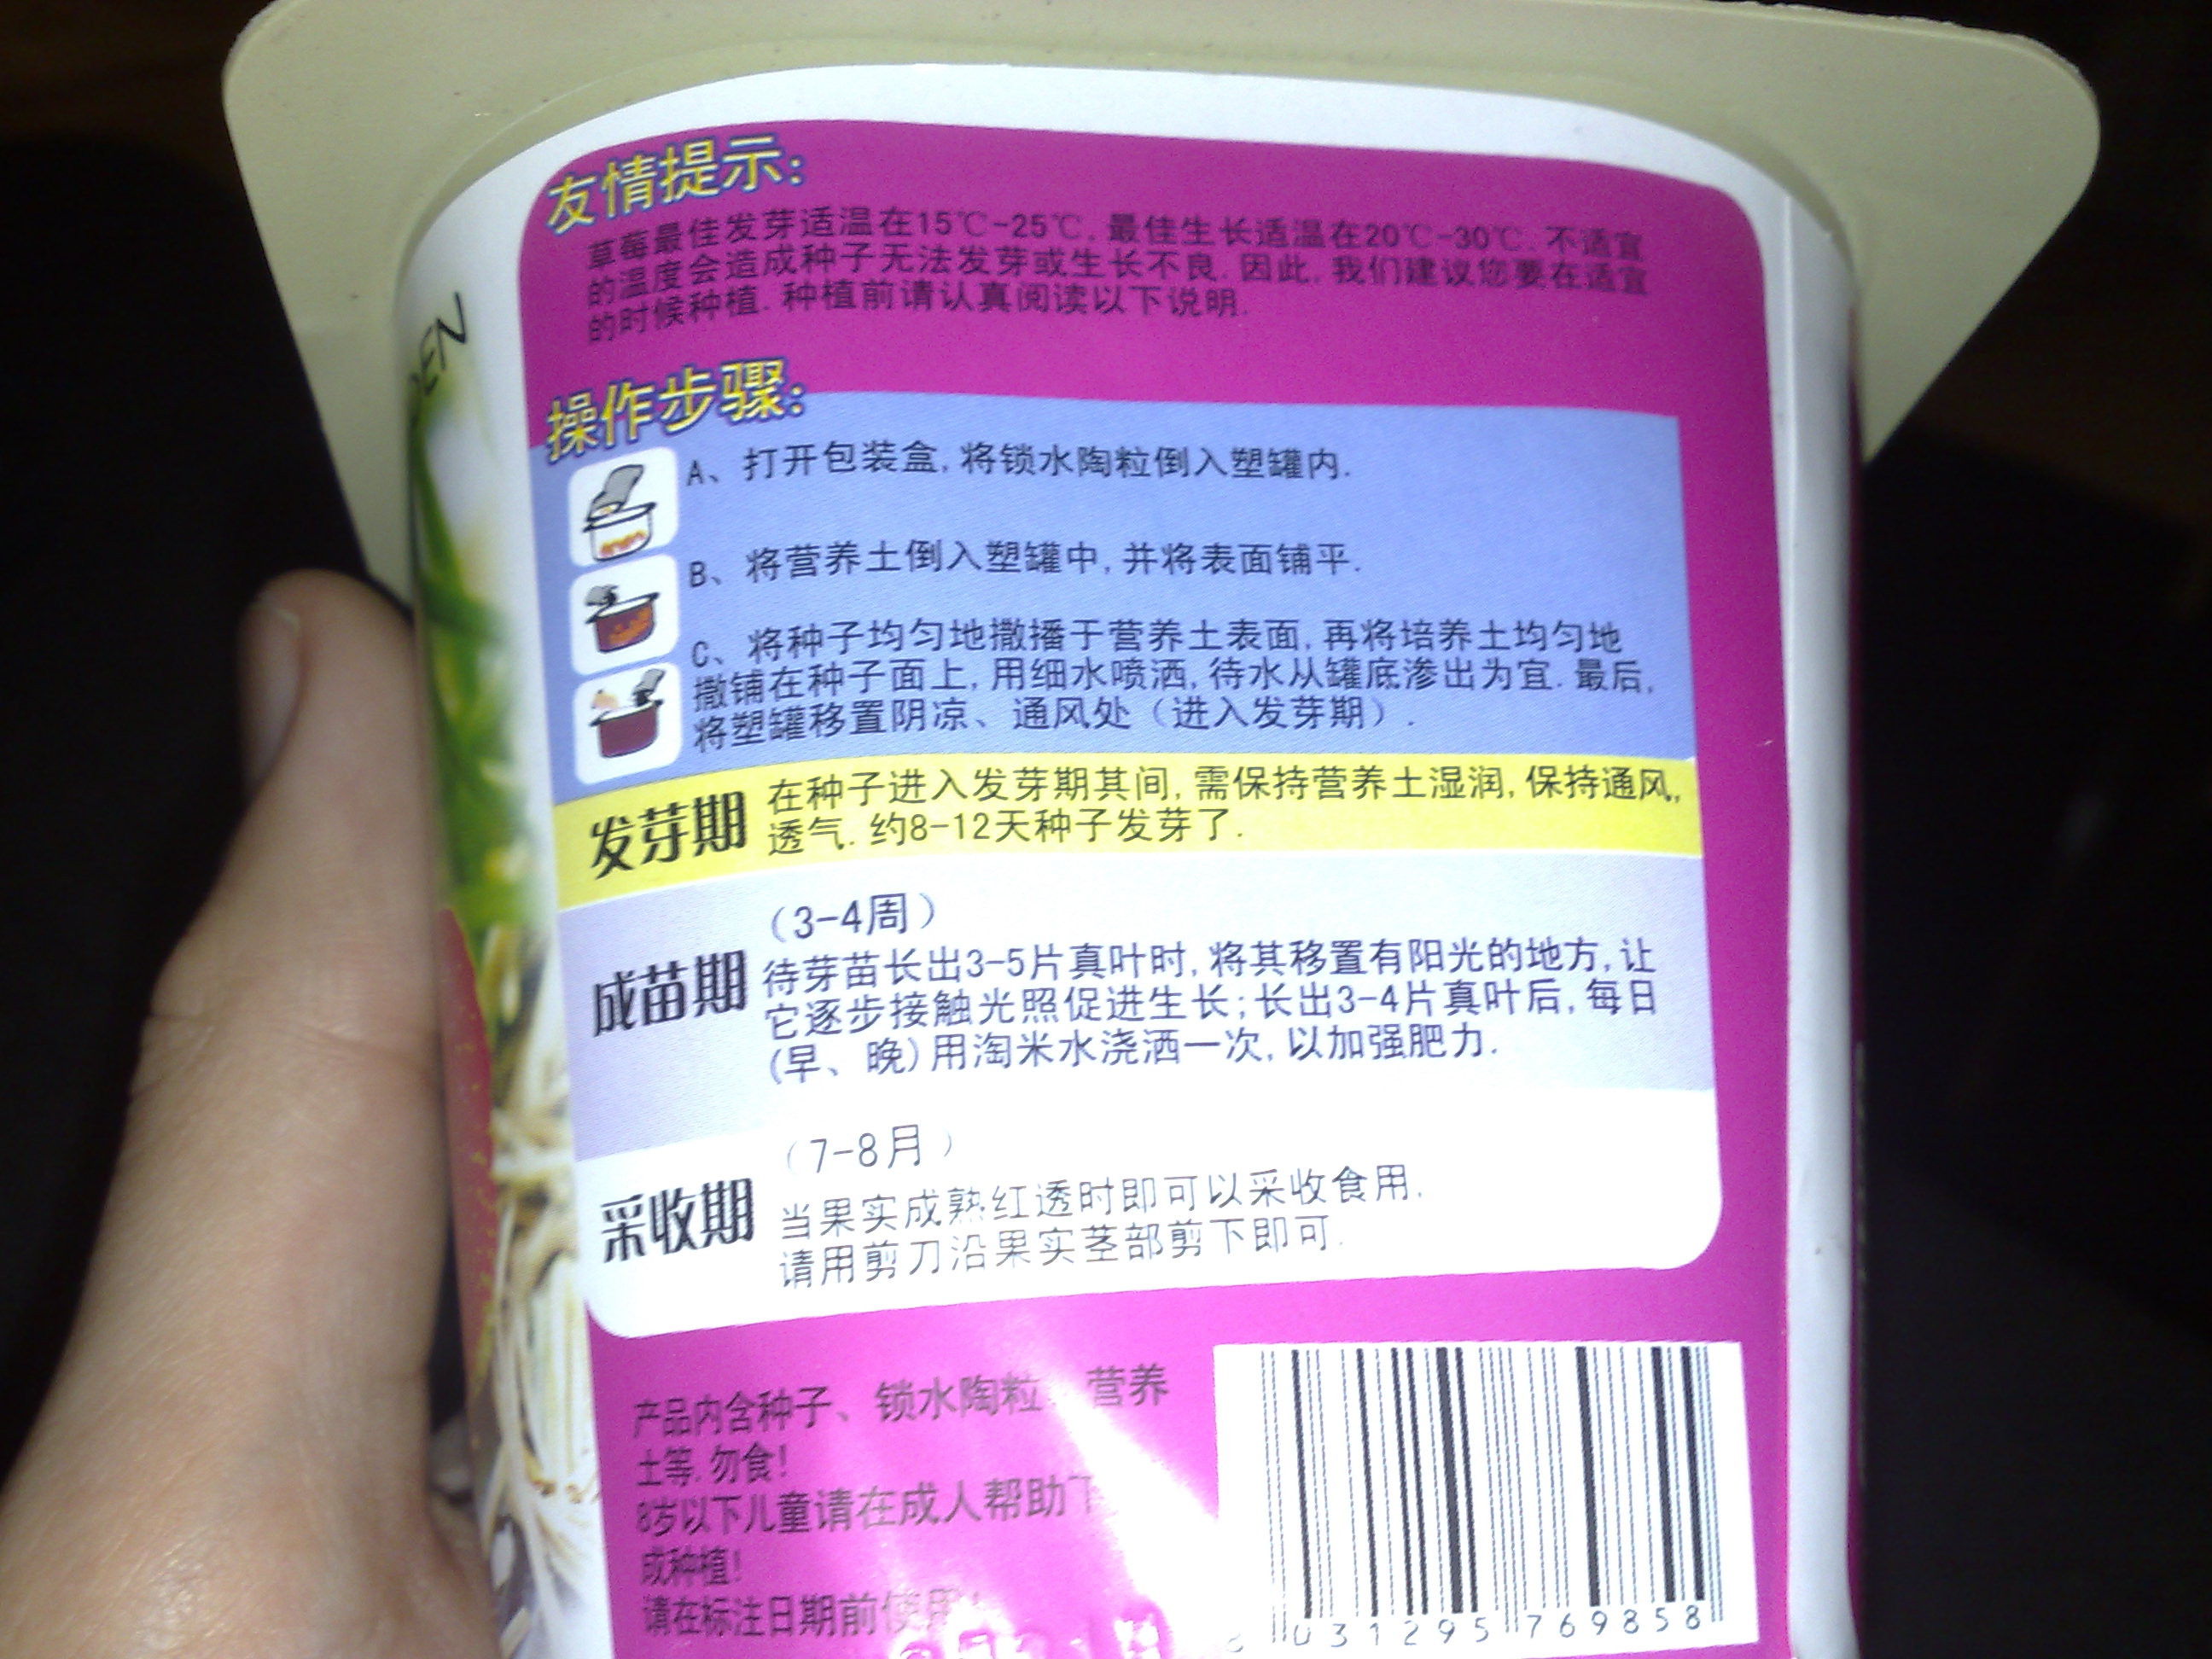 DEN
友情提示:
草莓最佳发芽适温在15℃-25℃.最佳生长适温在20℃-30℃.不适宜
的温度会造成种子无法发芽或生长不良.因此,我们建议您要在适宜
的时候种植.种植前请认真阅读以下说明.
操作步骤:
A、打开包装盒,将锁水陶粒倒入塑罐内.
B、将营养土倒入塑罐中,并将表面铺平.
C、将种子均匀地撒播于营养土表面,再将培养土均匀地
撒铺在种子面上,用细水喷洒,待水从罐底渗出为宜.最后,
将塑罐移置阴凉、通风处（进入发芽期）.
发芽期
在种子进入发芽期其间,需保持营养土湿润,保持通风,
透气.约8-12天种子发芽了.
成苗期
（3-4周）
待芽苗长出3-5片真叶时,将其移置有阳光的地方,让
它逐步接触光照促进生长;长出3-4片真叶后,每日
(早、晚)用淘米水浇洒一次,以加强肥力.
采收期
（7-8月）
当果实成熟红透时即可以采收食用.
请用剪刀沿果实茎部剪下即可.
产品内含种子、锁水陶粒、营养
土等.勿食!
8岁以下儿童请在成人帮助下
成种植!
请在标注日期前使用!
031295 769858